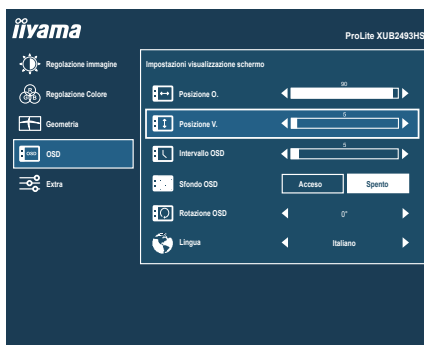 iiyama
ProLite XUB2493HS
Regolazione immagine
Regolazione Colore
Geometria
OSD
Extra
Impostazioni visualizzazione schermo
Posizione O.
90
Posizione V.
5
Intervallo OSD
5
Sfondo OSD
Acceso
Spento
Rotazione OSD
0°
Lingua
Italiano